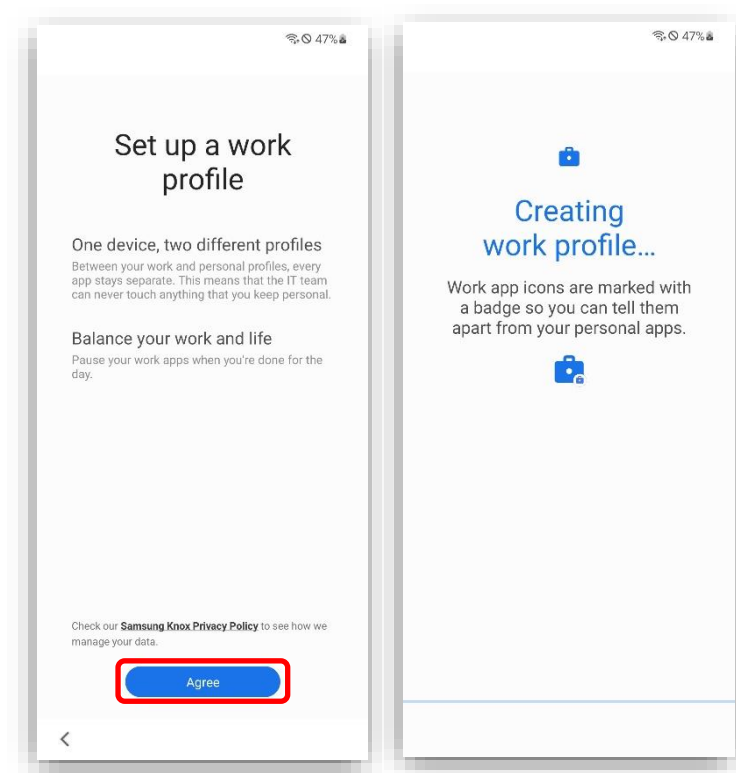 47%
Set up a work
profile
One device, two different profiles
Between your work and personal profiles, every
app stays separate. This means that the IT team
can never touch anything that you keep personal.
Balance your work and life
Pause your work apps when you're done for the
day.
Check our Samsung Knox Privacy Policy to see how we
manage your data.
Agree
47%
Creating
work profile...
Work app icons are marked with
a badge so you can tell them
apart from your personal apps.